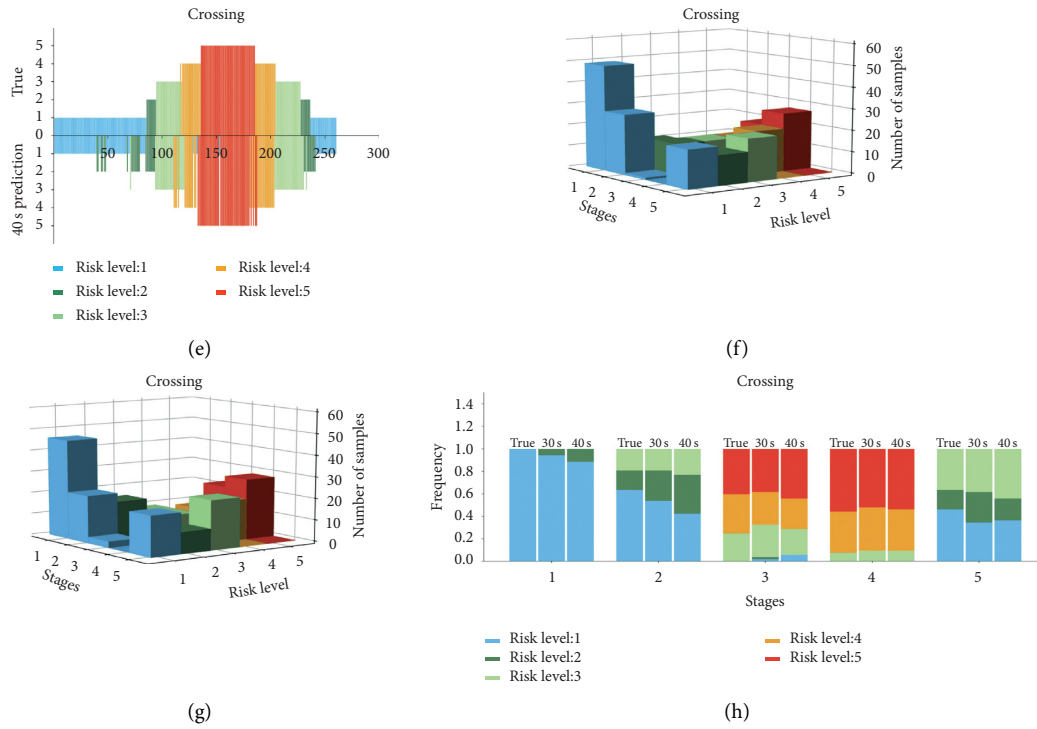 Crossing
True
40 s prediction
5
4
3
2
1
0
1
2
3
4
5
50
100
150
200
250
300
Risk level:1
Risk level:2
Risk level:3
Risk level:4
Risk level:5
(e)
Crossing
60
50
40
30
20
10
0
Number of samples
1
2
3
4
5
Stages
1
2
3
4
5
Risk level
(f)
Crossing
60
50
40
30
20
10
0
Number of samples
1
2
3
4
5
Stages
1
2
3
4
5
Risk level
(g)
Crossing
Frequency
1.4
1.2
1.0
0.8
0.6
0.4
0.2
0.0
True 30 s 40 s
True 30 s 40 s
True 30 s 40 s
True 30 s 40 s
True 30 s 40 s
1
2
3
4
5
Stages
Risk level:1
Risk level:2
Risk level:3
Risk level:4
Risk level:5
(h)